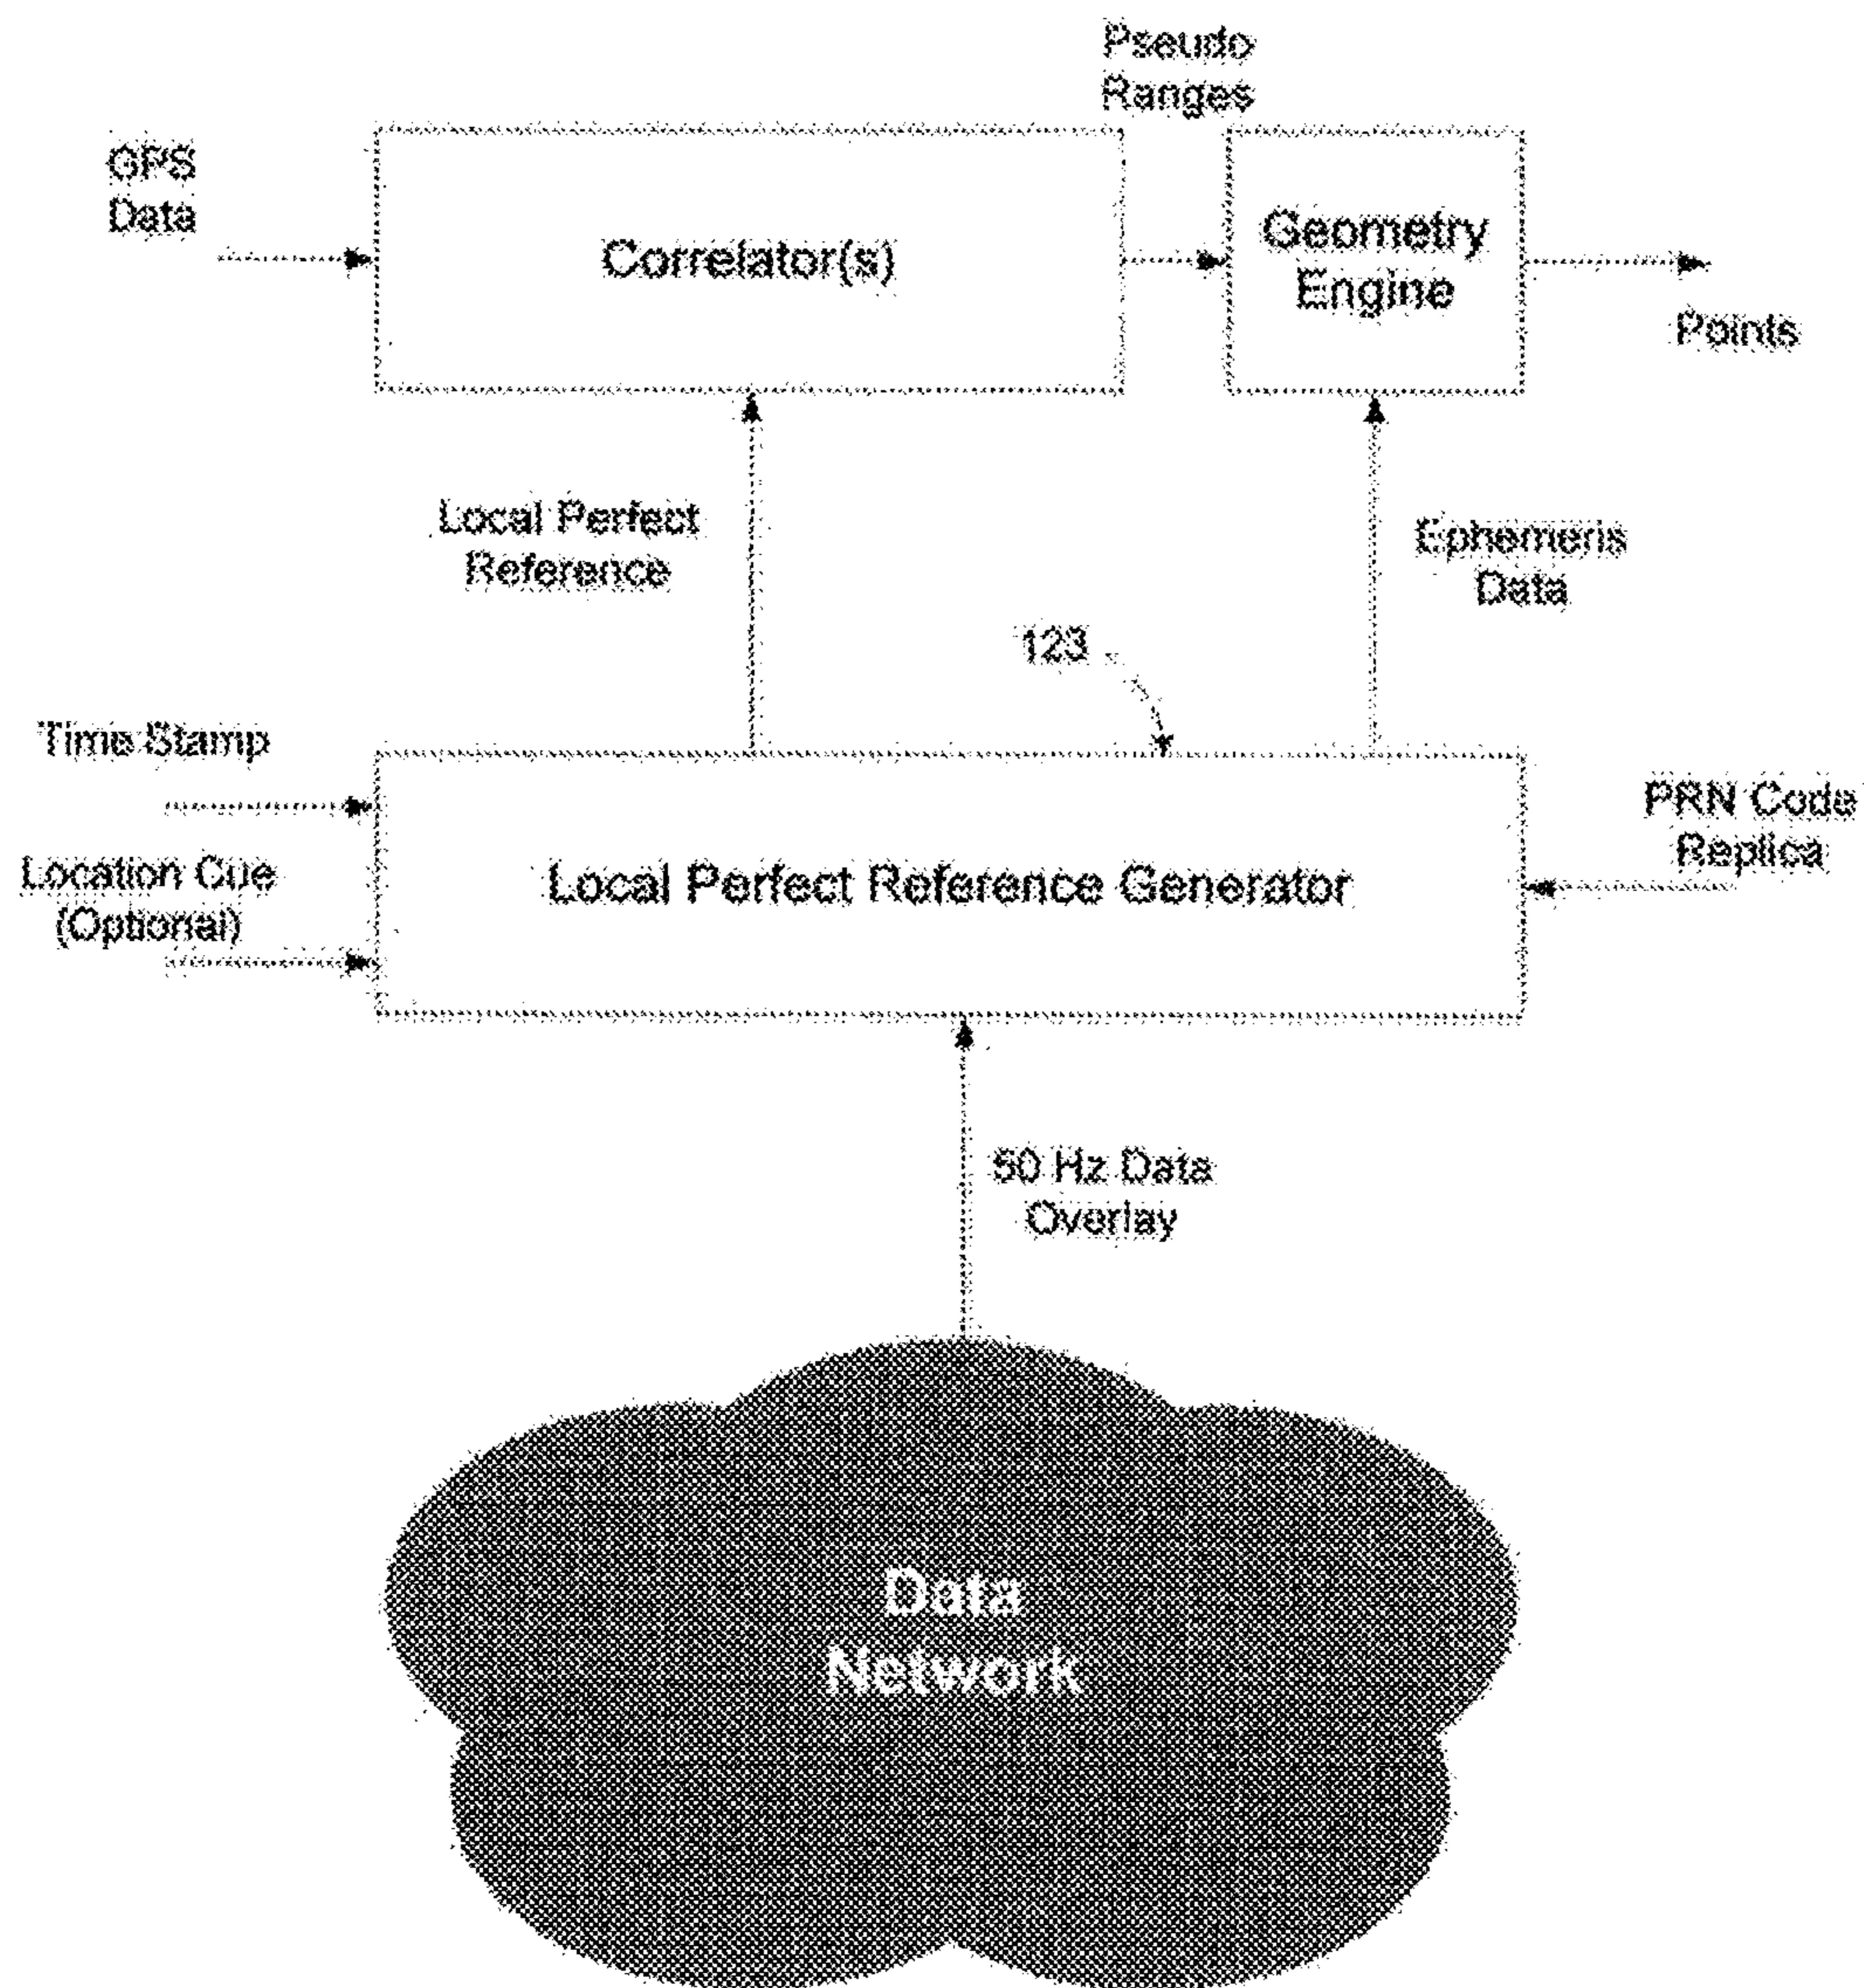 Pseudo
Ranges
GPS
Data
Correlator(s)
Geometry
Engine
Points
Local Perfect
Reference
Ephemeris
Data
123
Time Stamp
Location Cue
(Optional)
Local Perfect Reference Generator
PRN Code
Replica
50 Hz Data
Overlay
Data
Network